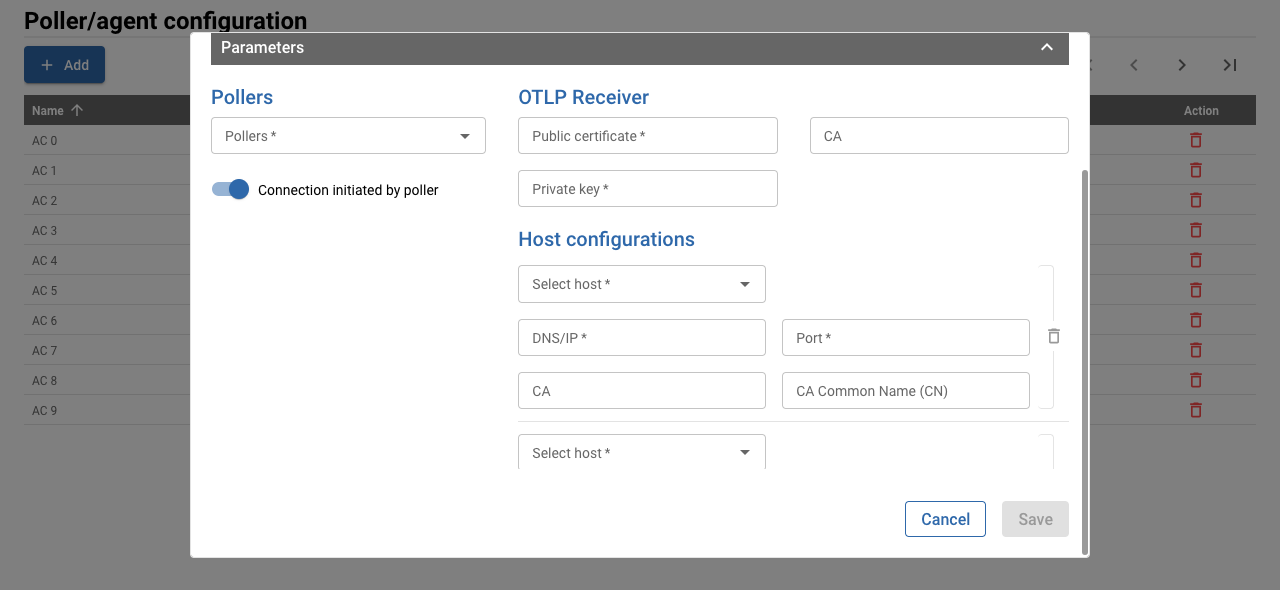 Poller/agent configuration
Add
Name
Action
AC 0
AC 1
AC 2
AC 3
AC 4
AC 5
AC 6
AC 7
AC 8
AC 9
Parameters
Pollers
Pollers *
Connection initiated by poller
OTLP Receiver
Public certificate *
CA
Private key *
Host configurations
Select host *
DNS/IP *
Port *
CA
CA Common Name (CN)
Select host *
Cancel
Save